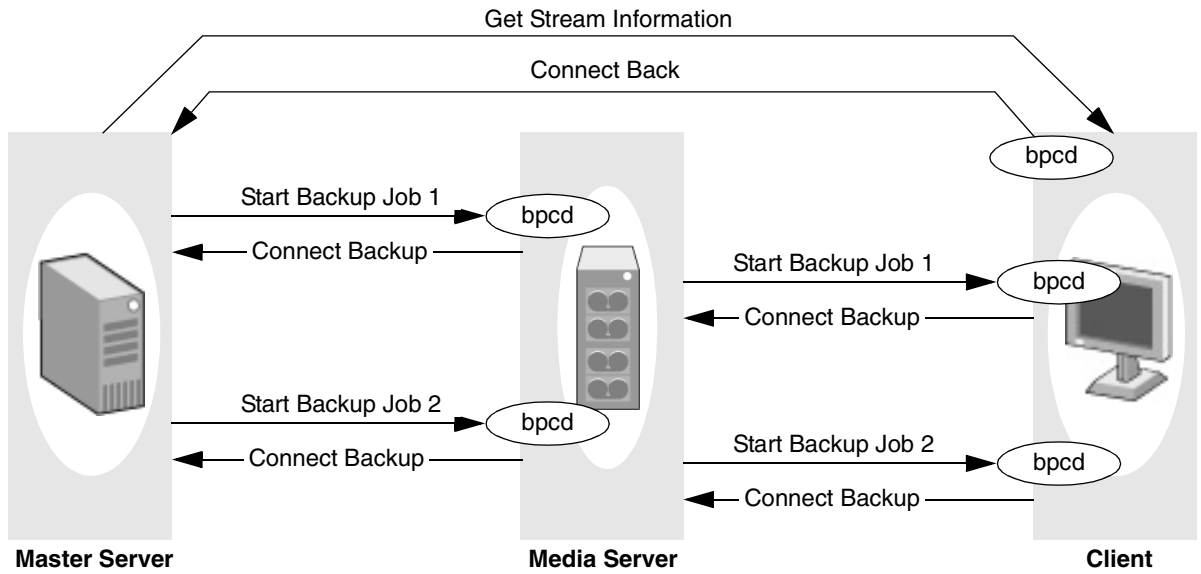 Get Stream Information
Connect Back
bpcd
Start Backup Job 1
bpcd
Connect Backup
Start Backup Job 1
bpcd
Connect Backup
Start Backup Job 2
bpcd
Connect Backup
Start Backup Job 2
bpcd
Connect Backup
Master Server
Media Server
Client